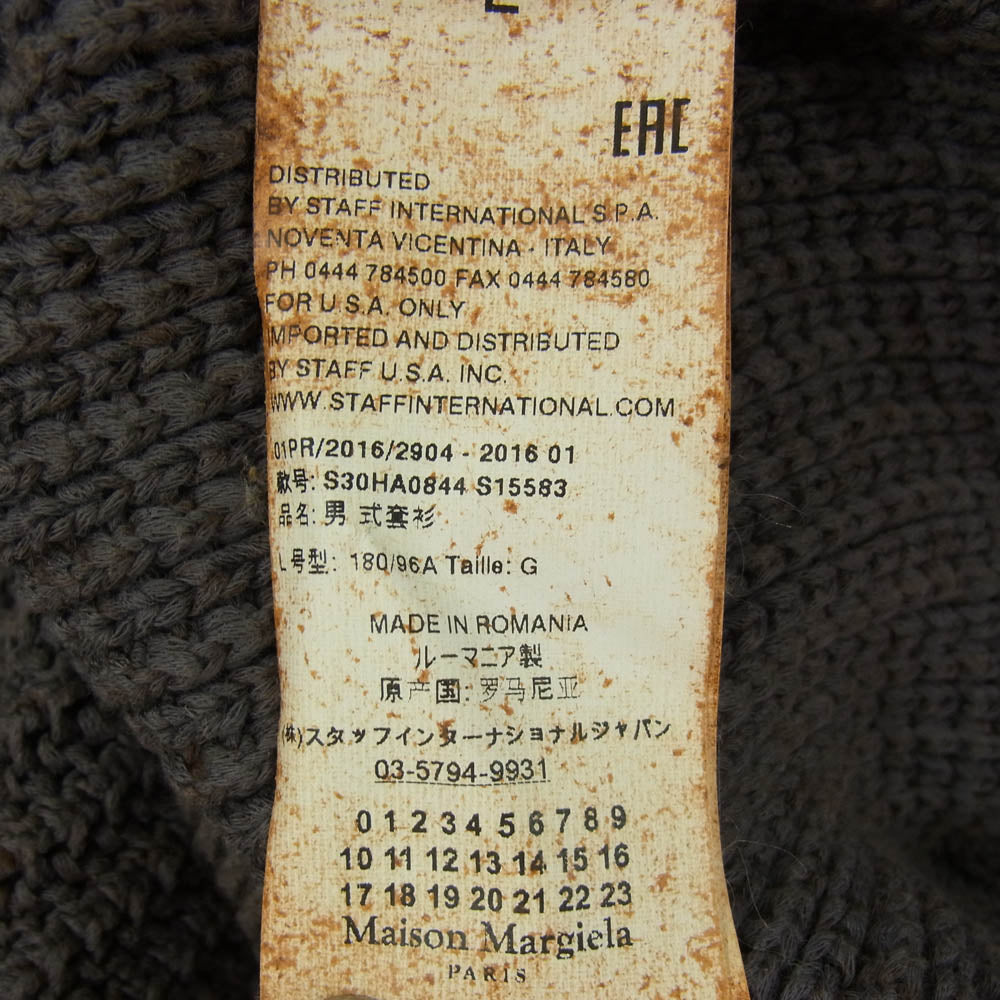 EAC
DISTRIBUTED
BY STAFF INTERNATIONAL S.P.A.
NOVENTA VICENTINA - ITALY
PH 0444 784500 FAX 0444 784580
FOR U.S.A. ONLY
IMPORTED AND DISTRIBUTED
BY STAFF U.S.A. INC.
WWW.STAFFINTERNATIONAL.COM
01PR/2016/2904 - 2016 01
款号: S30HA0844 S15583
品名: 男 式套衫
L号型: 180/96A Taille: G
MADE IN ROMANIA
ルーマニア製
原产国: 罗马尼亚
(株)スタッフインターナショナルジャパン
03-5794-9931
0 1 2 3 4 5 6 7 8 9
10 11 12 13 14 15 16
17 18 19 20 21 22 23
Maison Margiela
PARIS